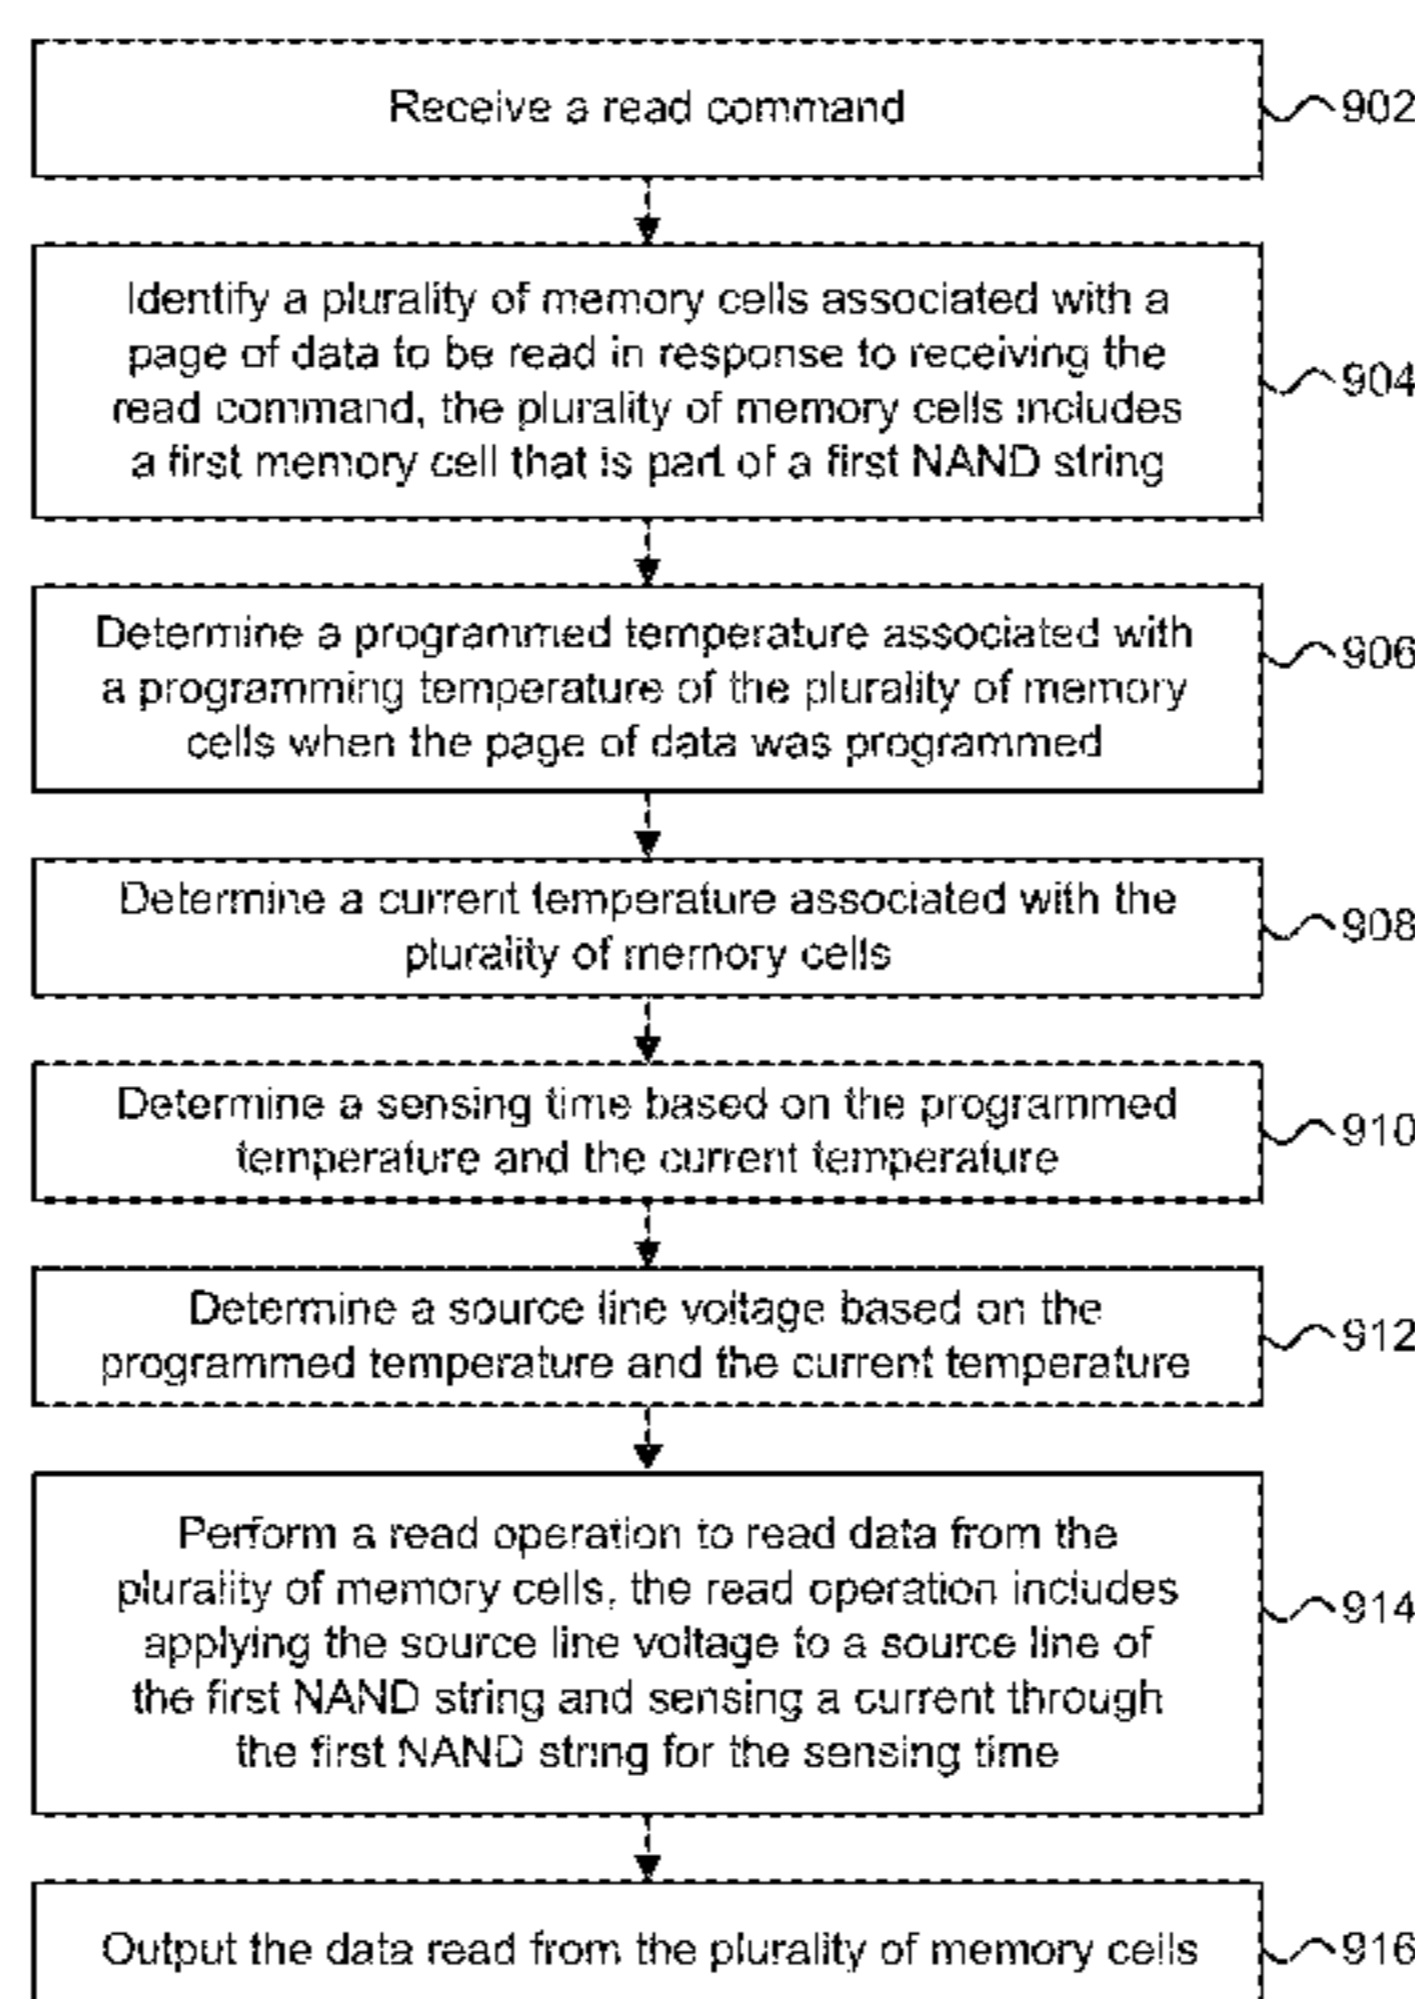 Receive a read command
902
Identify a plurality of memory cells associated with a
page of data to be read in response to receiving the
read command, the plurality of memory cells includes
a first memory cell that is part of a first NAND string
904
Determine a programmed temperature associated with
a programming temperature of the plurality of memory
cells when the page of data was programmed
906
Determine a current temperature associated with the
plurality of memory cells
908
Determine a sensing time based on the programmed
temperature and the current temperature
910
Determine a source line voltage based on the
programmed temperature and the current temperature
912
Perform a read operation to read data from the
plurality of memory cells, the read operation includes
applying the source line voltage to a source line of
the first NAND string and sensing a current through
the first NAND string for the sensing time
914
Output the data read from the plurality of memory cells
916